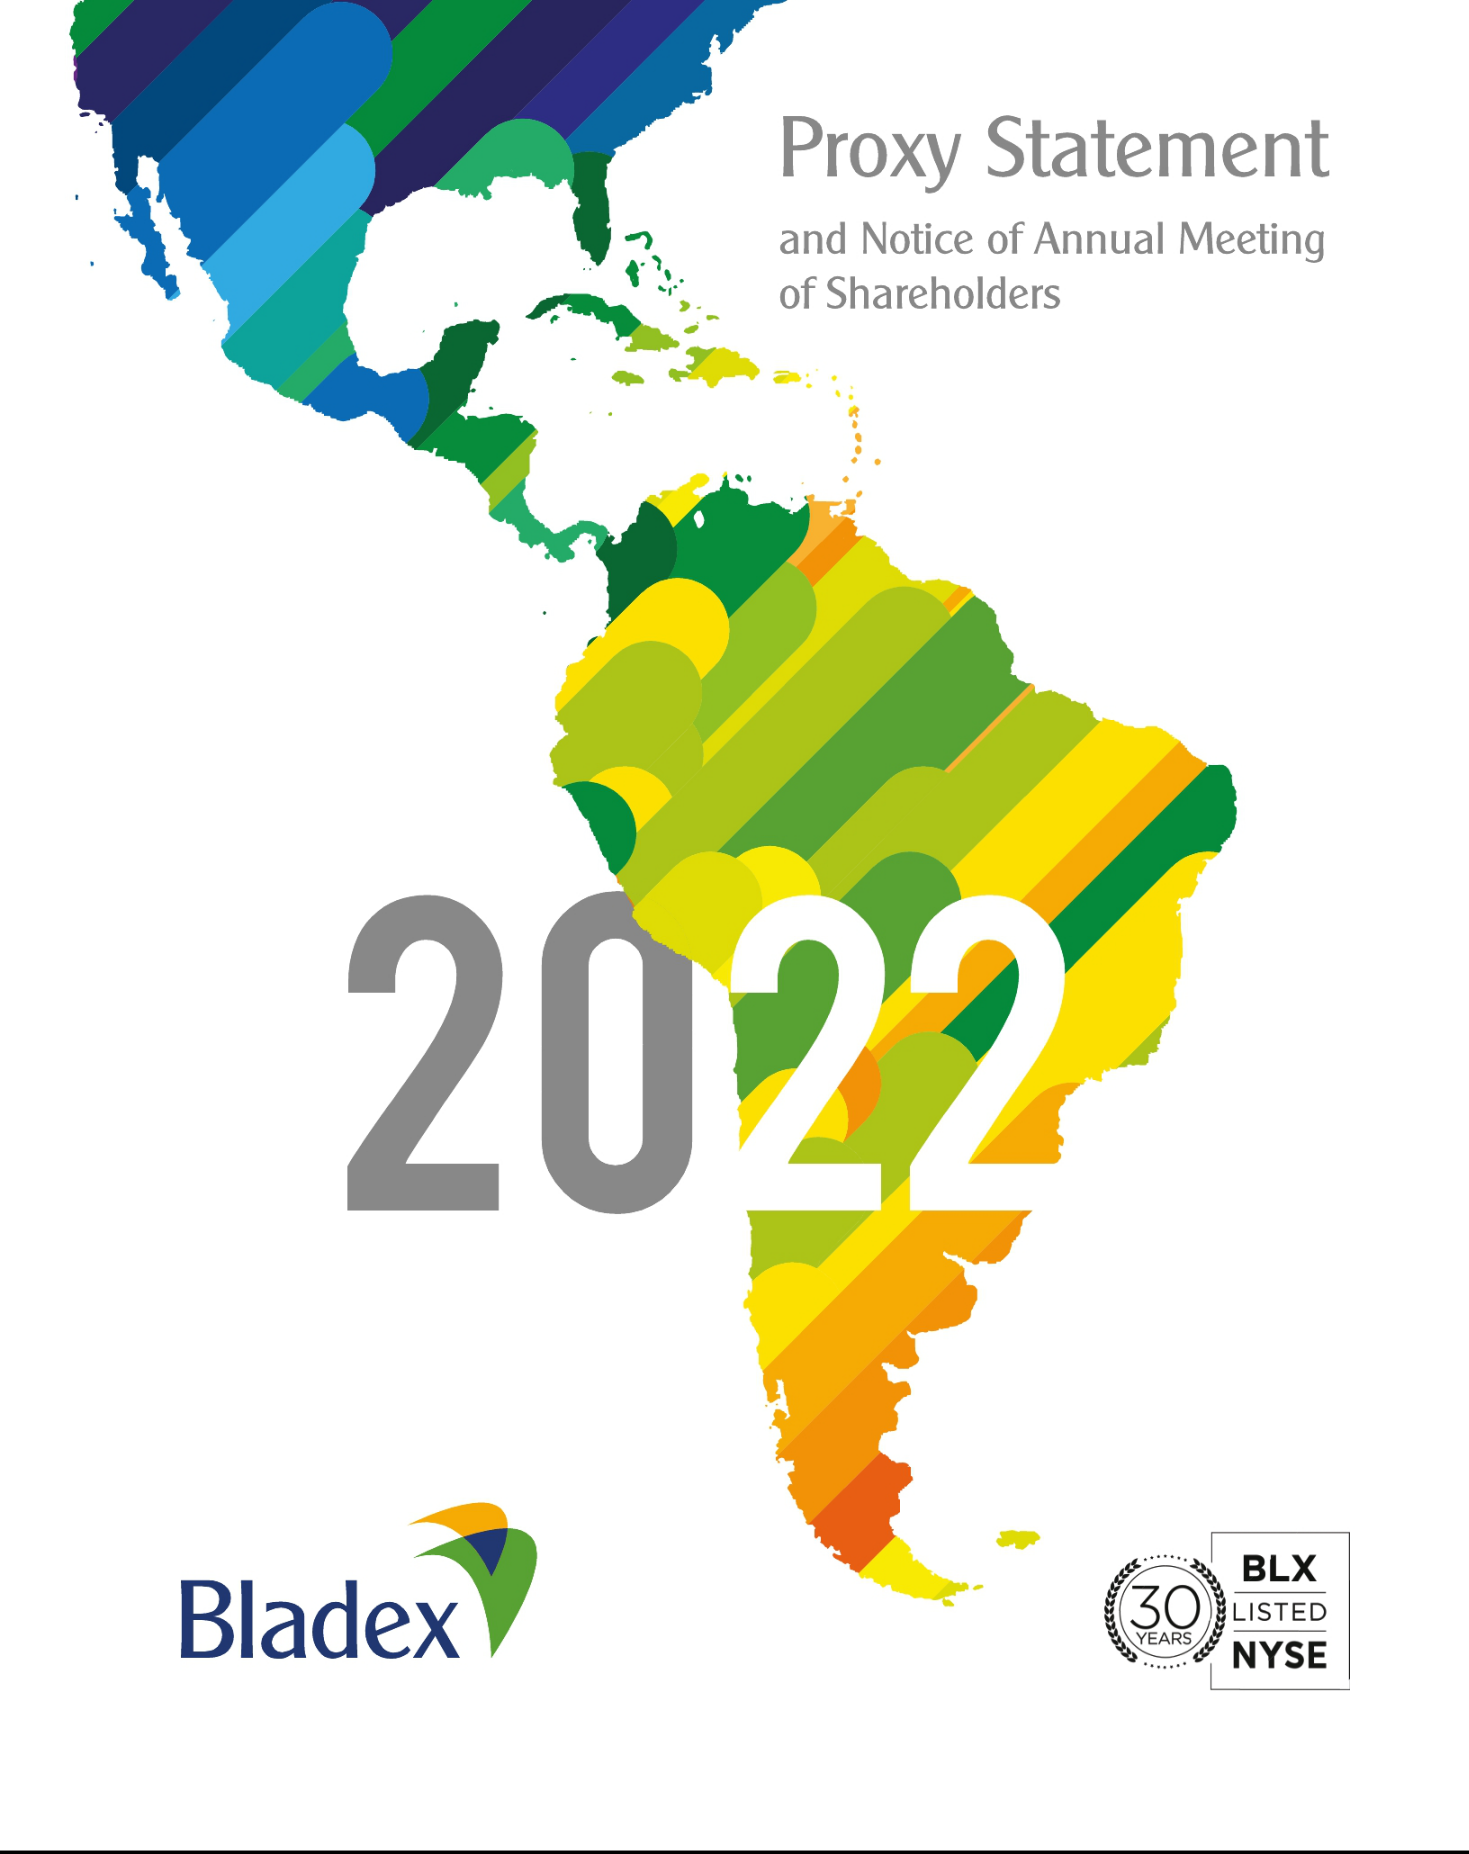 Proxy Statement
and Notice of Annual Meeting
of Shareholders
2022
Bladex
30
YEARS
BLX
LISTED
NYSE